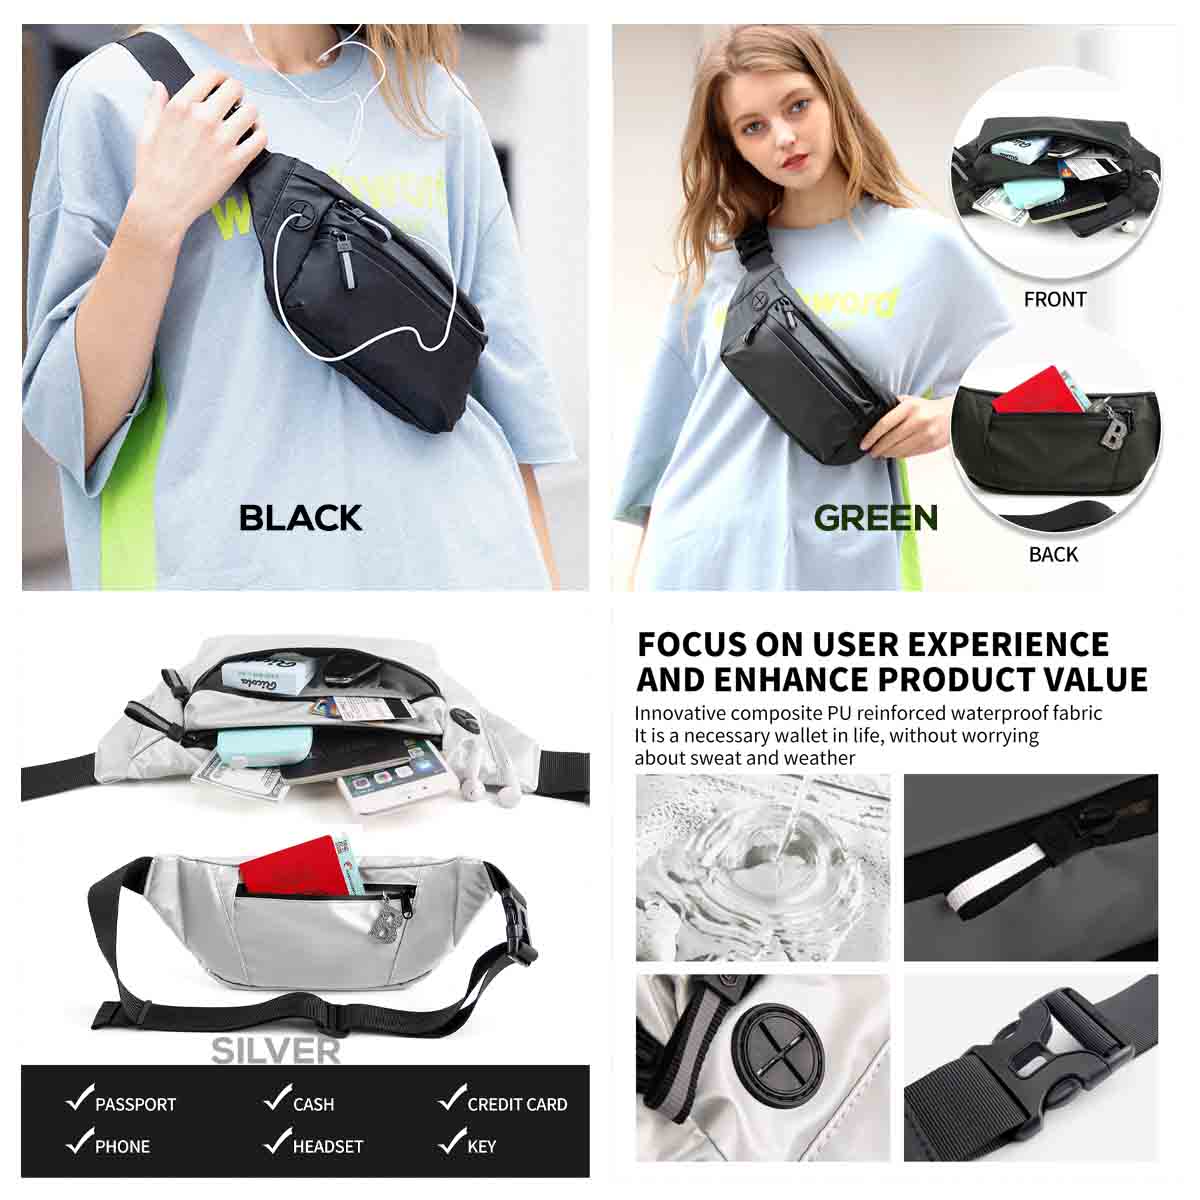 BLACK
word
FRONT
GREEN
BACK
Ricola
SILVER
PASSPORT
CASH
CREDIT CARD
PHONE
HEADSET
KEY
FOCUS ON USER EXPERIENCE
AND ENHANCE PRODUCT VALUE
Innovative composite PU reinforced waterproof fabric
It is a necessary wallet in life, without worrying
about sweat and weather
B
B